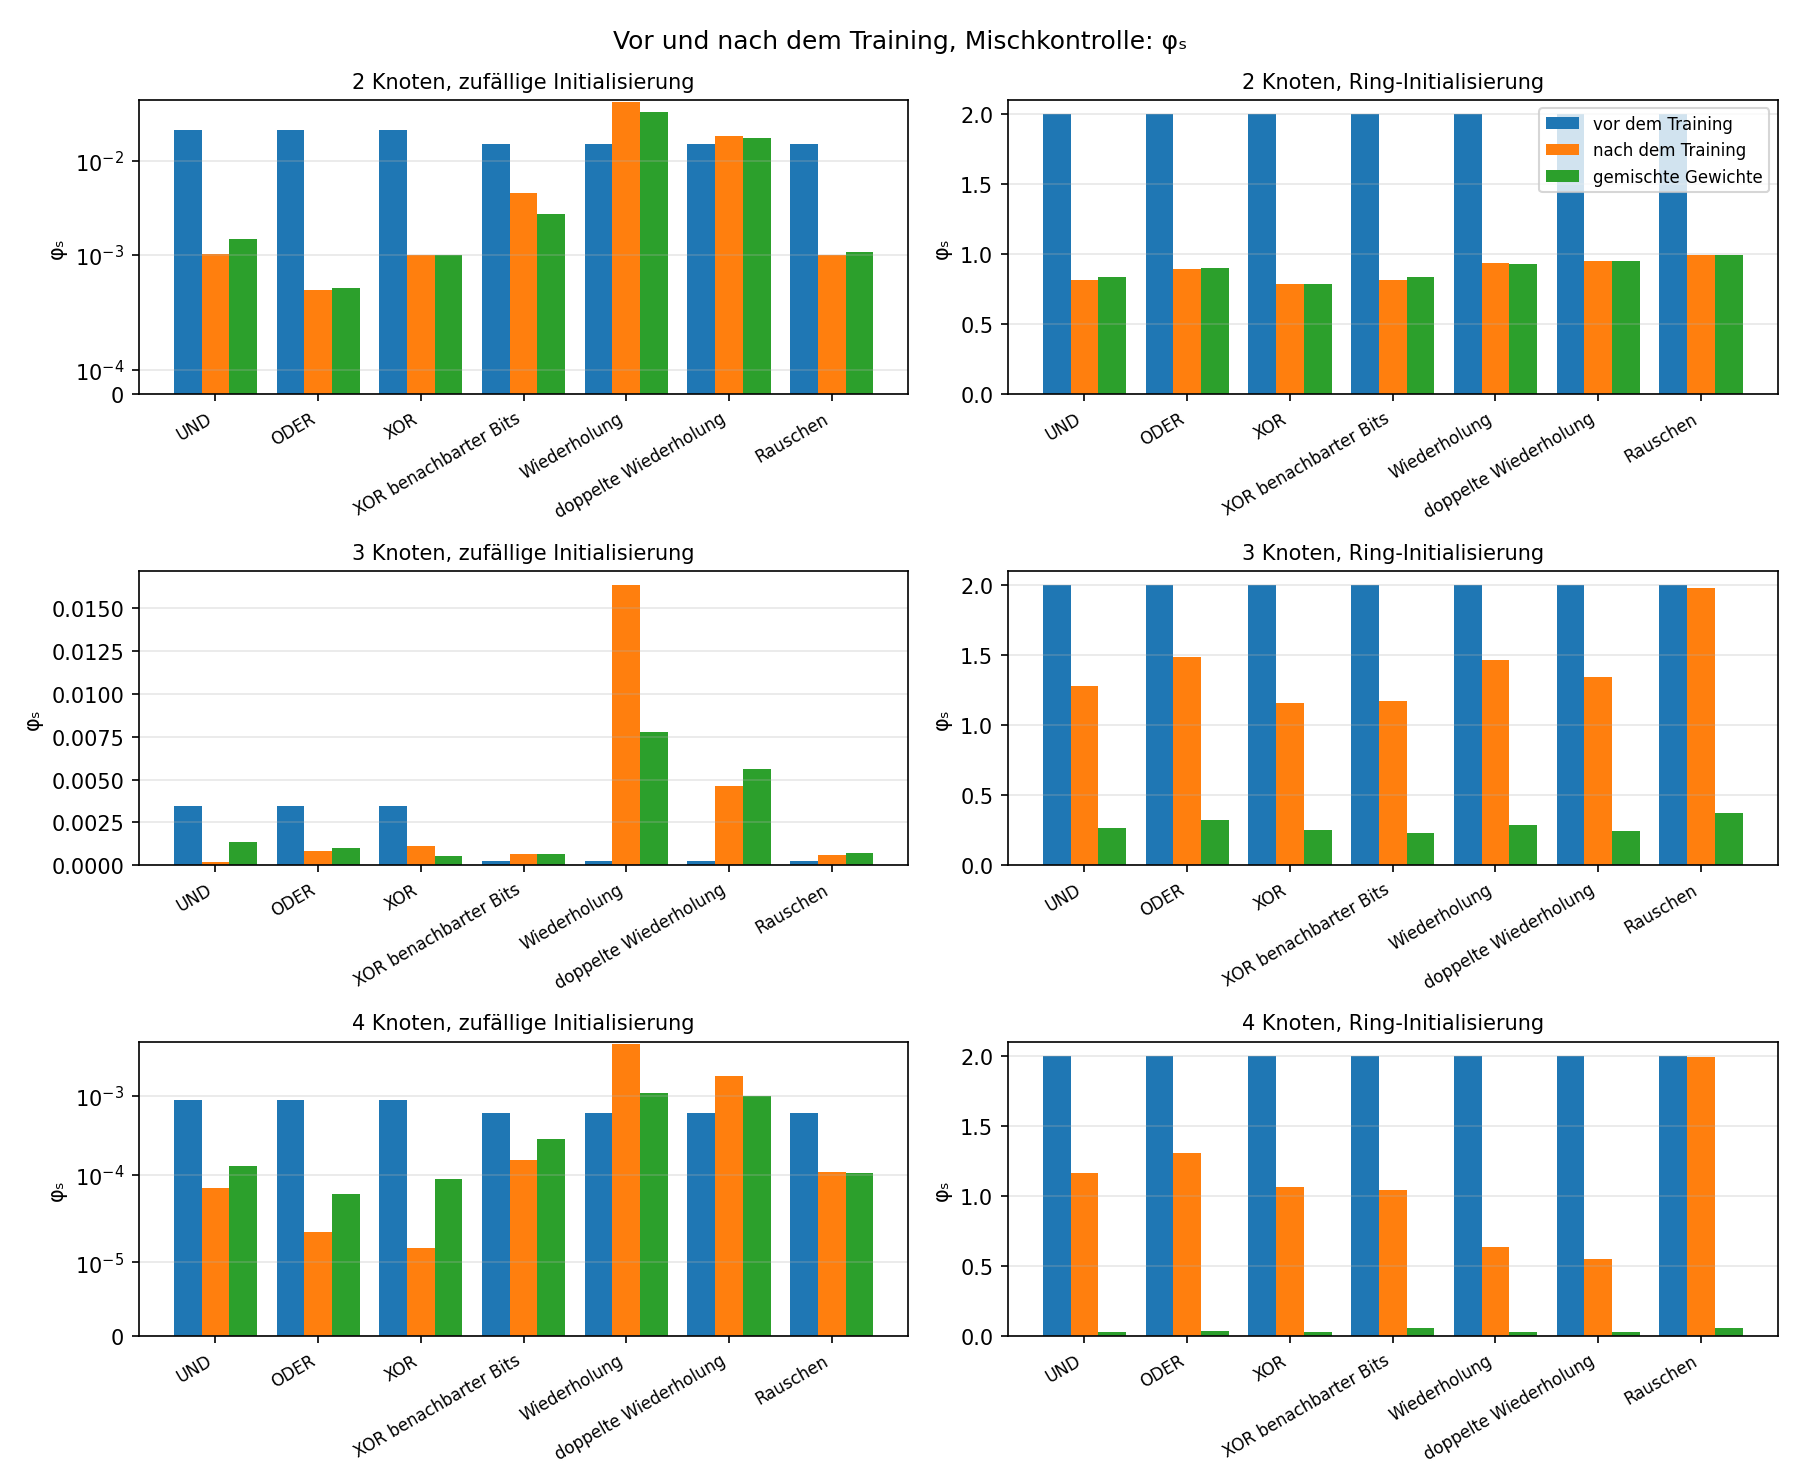 Vor und nach dem Training, Mischkontrolle: φₛ
2 Knoten, zufällige Initialisierung
φₛ
10⁻²
10⁻³
10⁻⁴
0
UND
ODER
XOR
XOR benachbarter Bits
Wiederholung
doppelte Wiederholung
Rauschen
2 Knoten, Ring-Initialisierung
φₛ
2.0
1.5
1.0
0.5
0.0
vor dem Training
nach dem Training
gemischte Gewichte
UND
ODER
XOR
XOR benachbarter Bits
Wiederholung
doppelte Wiederholung
Rauschen
3 Knoten, zufällige Initialisierung
φₛ
0.0150
0.0125
0.0100
0.0075
0.0050
0.0025
0.0000
UND
ODER
XOR
XOR benachbarter Bits
Wiederholung
doppelte Wiederholung
Rauschen
3 Knoten, Ring-Initialisierung
φₛ
2.0
1.5
1.0
0.5
0.0
UND
ODER
XOR
XOR benachbarter Bits
Wiederholung
doppelte Wiederholung
Rauschen
4 Knoten, zufällige Initialisierung
φₛ
10⁻³
10⁻⁴
10⁻⁵
0
UND
ODER
XOR
XOR benachbarter Bits
Wiederholung
doppelte Wiederholung
Rauschen
4 Knoten, Ring-Initialisierung
φₛ
2.0
1.5
1.0
0.5
0.0
UND
ODER
XOR
XOR benachbarter Bits
Wiederholung
doppelte Wiederholung
Rauschen